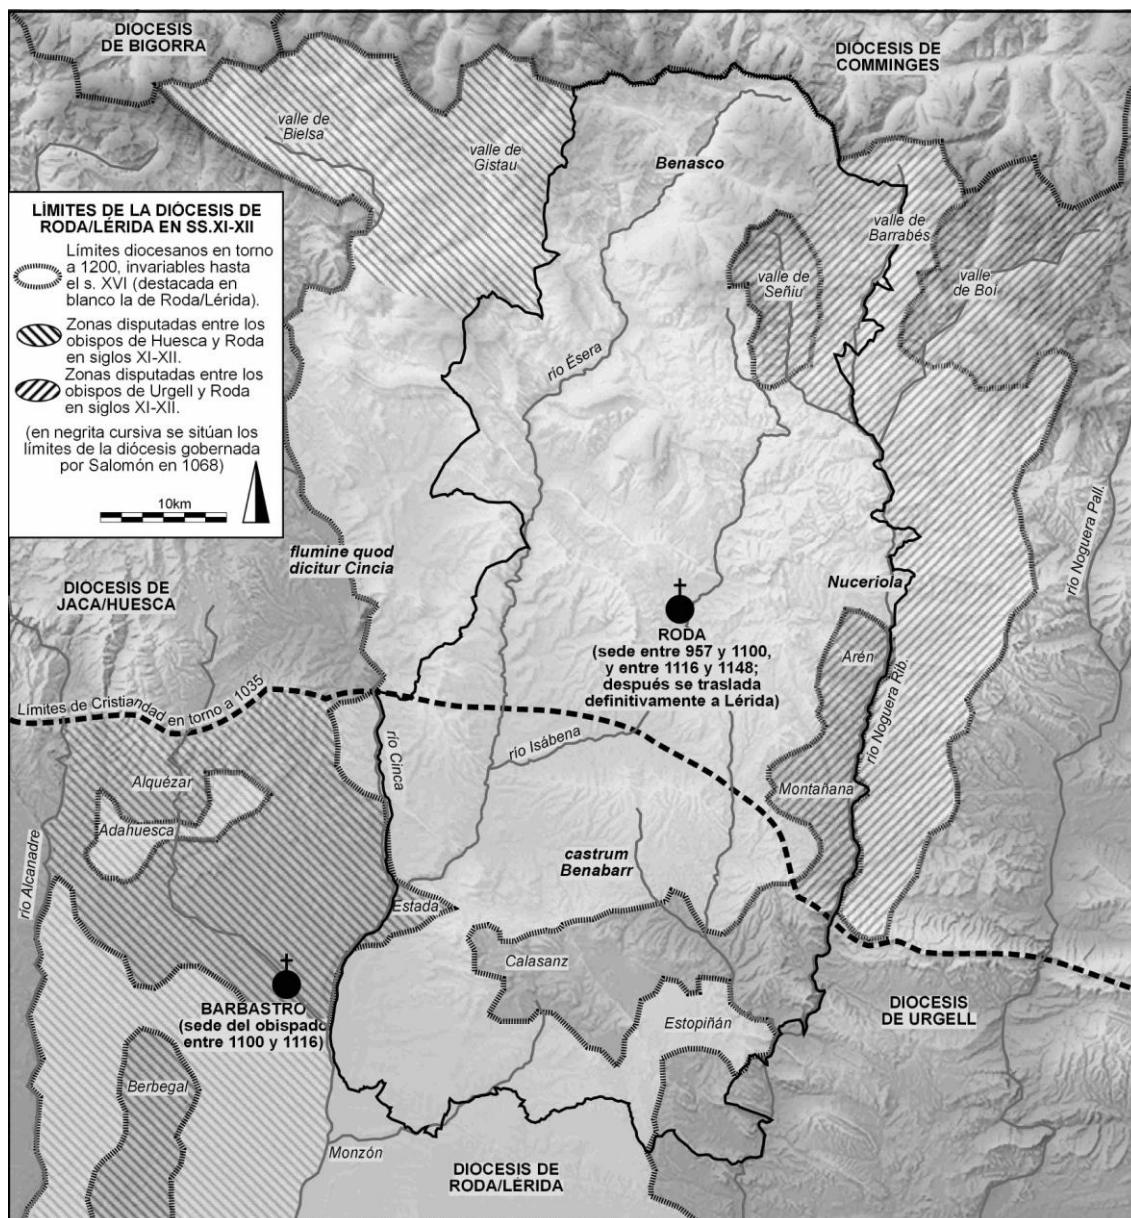 DIÓCESIS
DE BIGORRA
DIÓCESIS DE
COMMINGES
valle de
Bielsa
valle de
Gistau
Benasco
valle de
Barrabés
valle de
Señiu
valle
de Boí
LÍMITES DE LA DIÓCESIS DE
RODA/LÉRIDA EN SS.XI-XII
Límites diocesanos en torno
a 1200, invariables hasta
el s. XVI (destacada en
blanco la de Roda/Lérida).
Zonas disputadas entre los
obispos de Huesca y Roda
en siglos XI-XII.
Zonas disputadas entre los
obispos de Urgell y Roda
en siglos XI-XII.
(en negrita cursiva se sitúan los
límites de la diócesis gobernada
por Salomón en 1068)
10km
río Ésera
río Noguera Pall.
flumine quod
dicitur Cincia
DIÓCESIS DE
JACA/HUESCA
Nuceriola
RODA
(sede entre 957 y 1100,
y entre 1116 y 1148;
después se traslada
definitivamente a Lérida)
Arén
río Noguera Rib.
Límites de Cristiandad en torno a 1035
río Cinca
río Isábena
Alquézar
Montañana
Adahuesca
río Alcanadre
castrum
Benabarr
Estada
Calasanz
BARBASTRO
(sede del obispado
entre 1100 y 1116)
Estopiñán
DIÓCESIS
DE URGELL
Berbegal
Monzón
DIÓCESIS DE
RODA/LÉRIDA